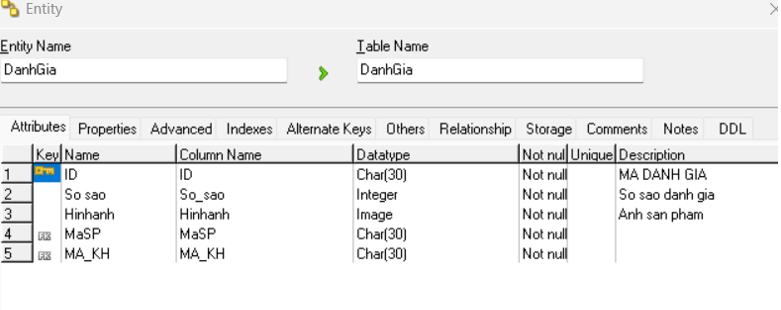 Entity
Entity Name Table Name
DanhGia DanhGia
Attributes Properties Advanced Indexes Alternate Keys Others Relationship Storage Comments Notes DDL
Key Name Column Name Datatype Not nul Unique Description
1 ID ID Char(30) Not null MA DANH GIA
2 So sao So_sao Integer Not null So sao danh gia
3 Hinhanh Hinhanh Image Not null Anh san pham
4 MaSP MaSP Char(30) Not null
5 MA_KH MA_KH Char(30) Not null